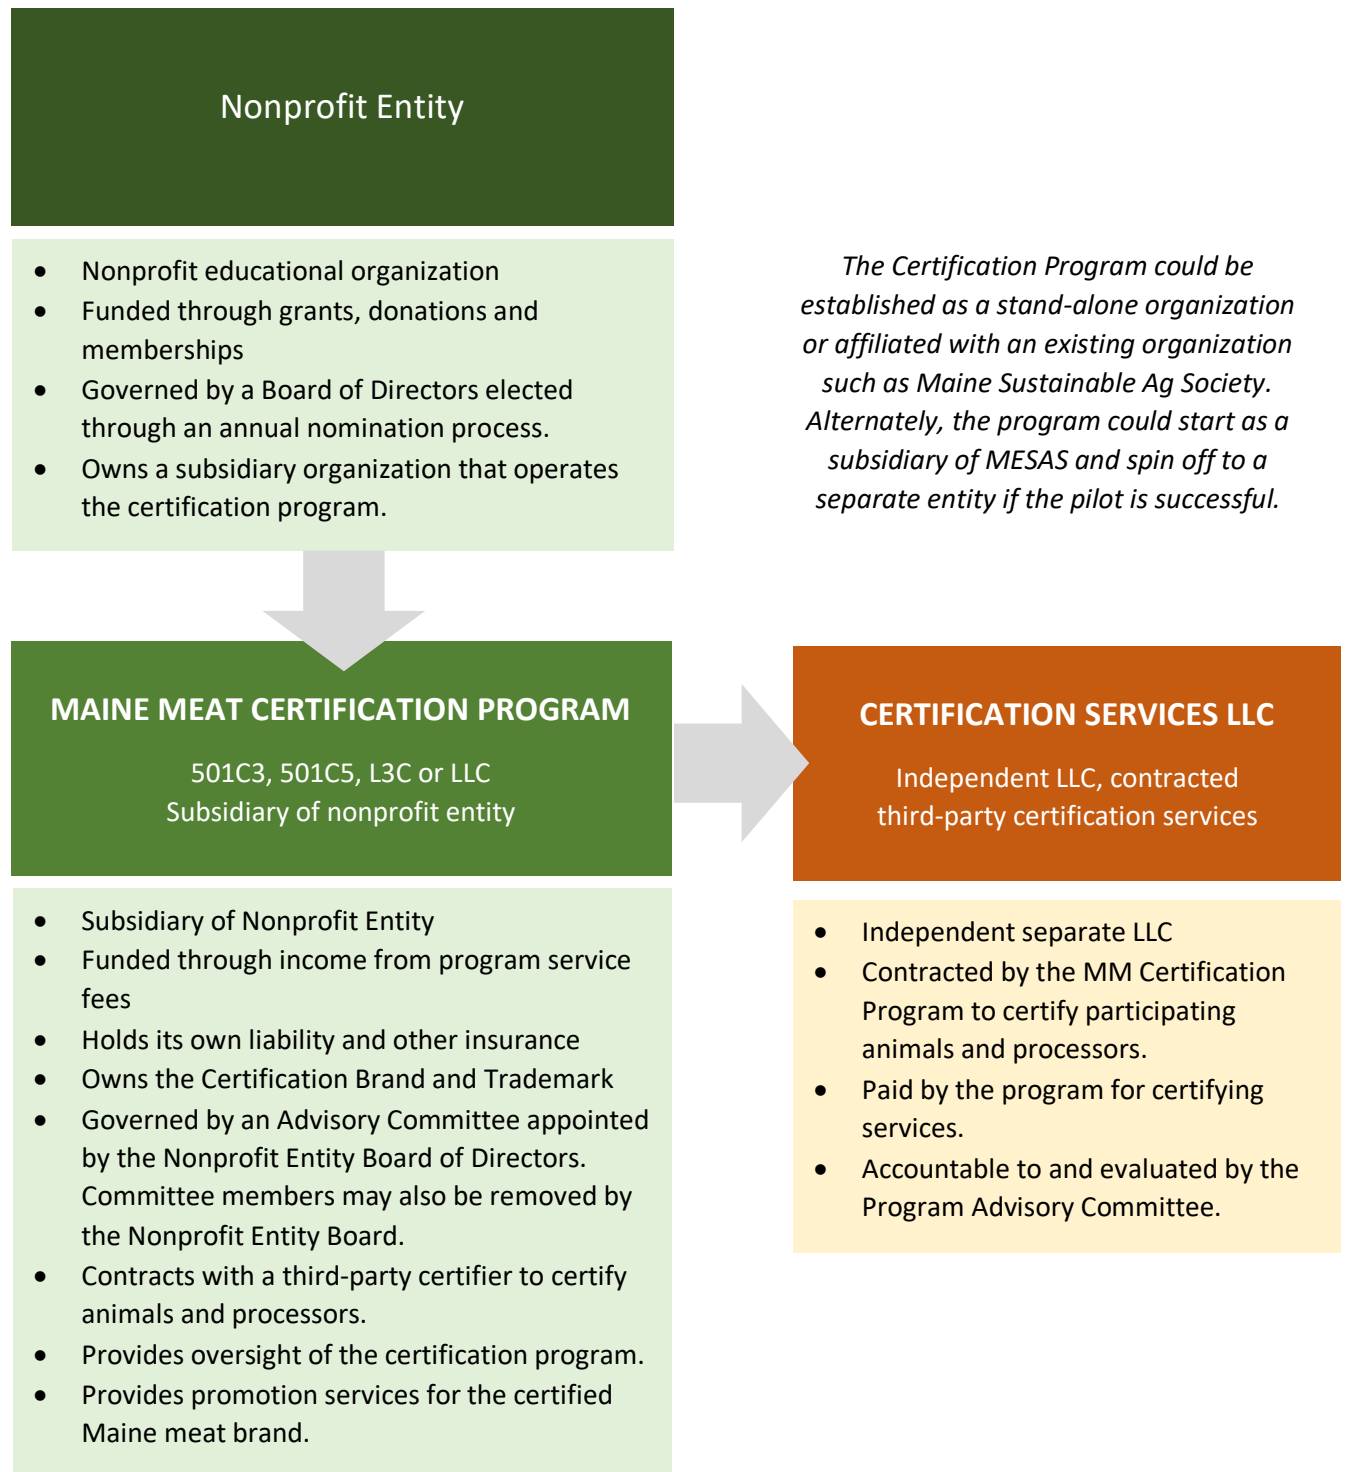 Nonprofit Entity
• Nonprofit educational organization
• Funded through grants, donations and
memberships
• Governed by a Board of Directors elected
through an annual nomination process.
• Owns a subsidiary organization that operates
the certification program.
The Certification Program could be
established as a stand-alone organization
or affiliated with an existing organization
such as Maine Sustainable Ag Society.
Alternately, the program could start as a
subsidiary of MESAS and spin off to a
separate entity if the pilot is successful.
MAINE MEAT CERTIFICATION PROGRAM
501C3, 501C5, L3C or LLC
Subsidiary of nonprofit entity
• Subsidiary of Nonprofit Entity
• Funded through income from program service
fees
• Holds its own liability and other insurance
• Owns the Certification Brand and Trademark
• Governed by an Advisory Committee appointed
by the Nonprofit Entity Board of Directors.
Committee members may also be removed by
the Nonprofit Entity Board.
• Contracts with a third-party certifier to certify
animals and processors.
• Provides oversight of the certification program.
• Provides promotion services for the certified
Maine meat brand.
CERTIFICATION SERVICES LLC
Independent LLC, contracted
third-party certification services
• Independent separate LLC
• Contracted by the MM Certification
Program to certify participating
animals and processors.
• Paid by the program for certifying
services.
• Accountable to and evaluated by the
Program Advisory Committee.